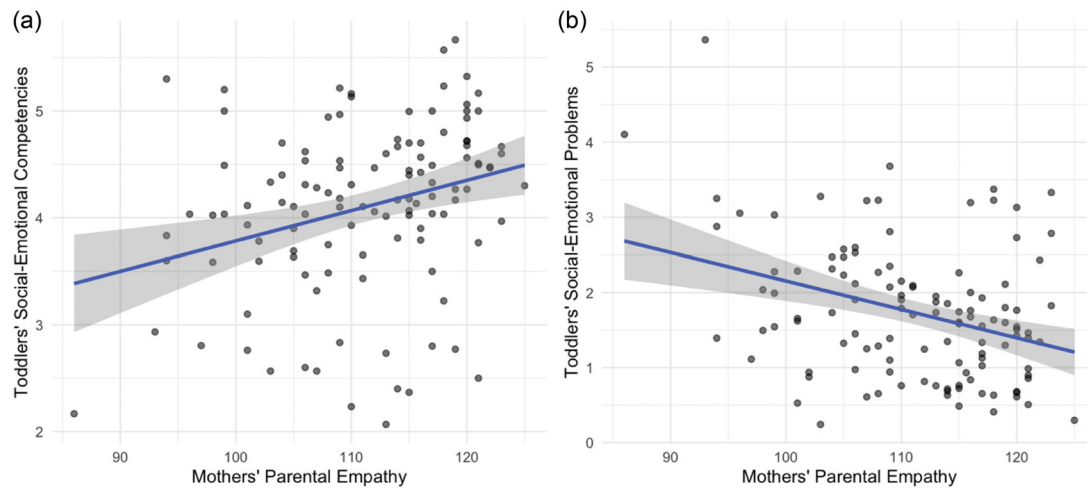 (a)
Toddlers' Social-Emotional Competencies
5
4
3
2
90 100 110 120
Mothers' Parental Empathy
(b)
Toddlers' Social-Emotional Problems
5
4
3
2
1
0
90 100 110 120
Mothers' Parental Empathy